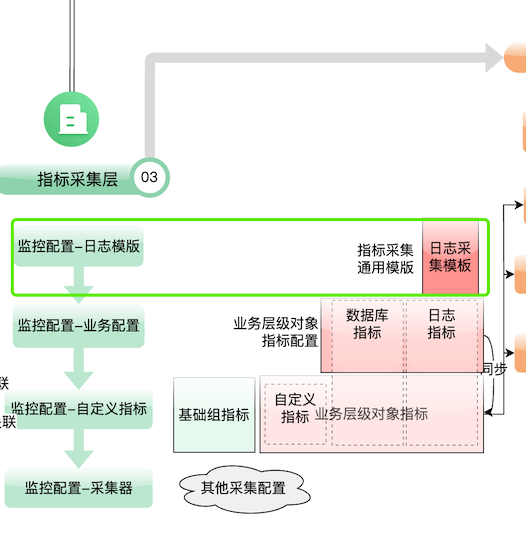 指标采集层
03
监控配置–日志模版
指标采集
通用模版
日志采
集模板
监控配置–业务配置
业务层级对象
指标配置
数据库
指标
日志
指标
同步
联
联
监控配置–自定义指标
基础组指标
自定义
指标
业务层级对象指标
监控配置–采集器
其他采集配置